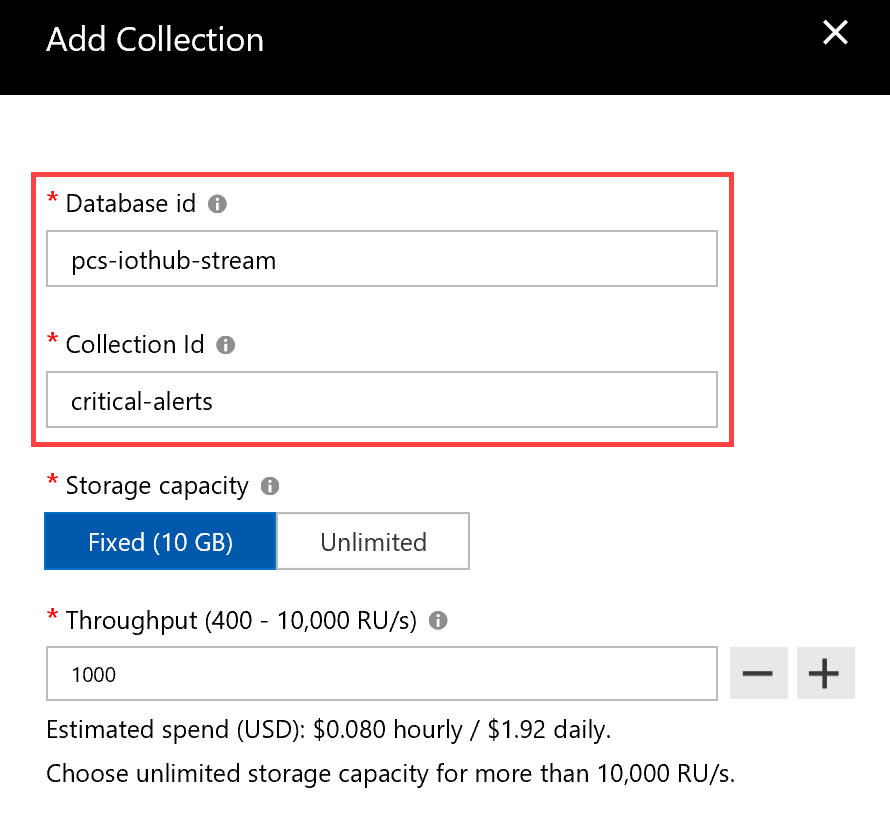 Add Collection
* Database id
pcs-iothub-stream
* Collection Id
critical-alerts
* Storage capacity
Fixed (10 GB) Unlimited
* Throughput (400 - 10,000 RU/s)
1000
Estimated spend (USD): $0.080 hourly / $1.92 daily.
Choose unlimited storage capacity for more than 10,000 RU/s.